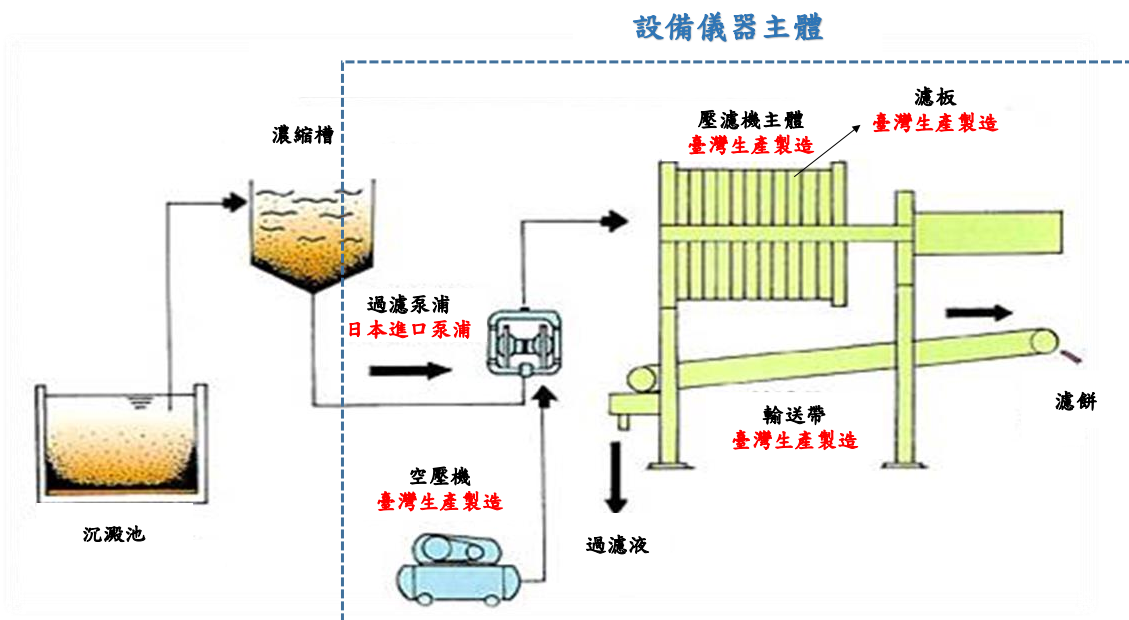 設備儀器主體
濾板
臺灣生產製造
壓濾機主體
臺灣生產製造
濃縮槽
過濾泵浦
日本進口泵浦
濾餅
輸送帶
臺灣生產製造
空壓機
臺灣生產製造
沉澱池
過濾液